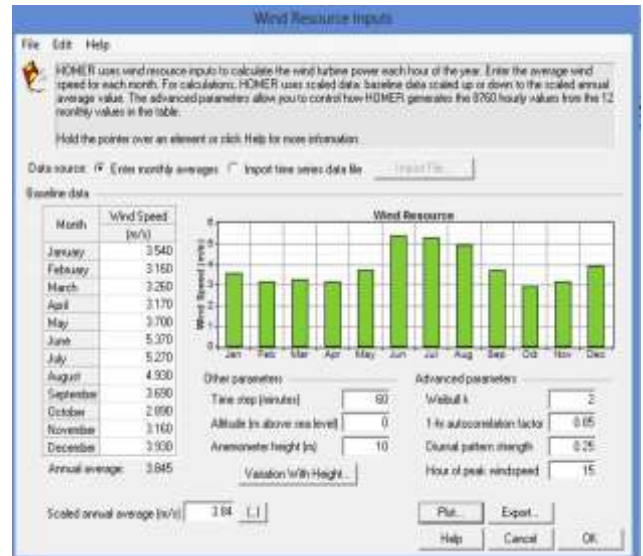 Wind Resource Inputs
File Edit Help
HOMER uses wind resource inputs to calculate the wind turbine power each hour of the year. Enter the average wind
speed for each month. For calculations, HOMER uses scaled data: baseline data scaled up or down to the scaled annual
average value. The advanced parameters allow you to control how HOMER generates the 8760 hourly values from the 12
monthly values in the table.
Hold the pointer over an element or click Help for more information.
Data source: Enter monthly averages Import time series data file Import File...
Baseline data
Month Wind Speed
(m/s)
January 3.540
February 3.160
March 3.260
April 3.170
May 3.700
June 5.370
July 5.270
August 4.930
September 3.690
October 2.890
November 3.160
December 3.930
Annual average: 3.845
Wind Resource
Wind Speed (m/s)
6
5
4
3
2
1
0
Jan Feb Mar Apr May Jun Jul Aug Sep Oct Nov Dec
Other parameters
Time step (minutes) 60
Altitude (m above sea level) 0
Anemometer height (m) 10
Variation With Height...
Advanced parameters
Weibull k 2
1-hr autocorrelation factor 0.85
Diurnal pattern strength 0.25
Hour of peak windspeed 15
Scaled annual average (m/s) 3.84 {..}
Plot... Export...
Help Cancel OK